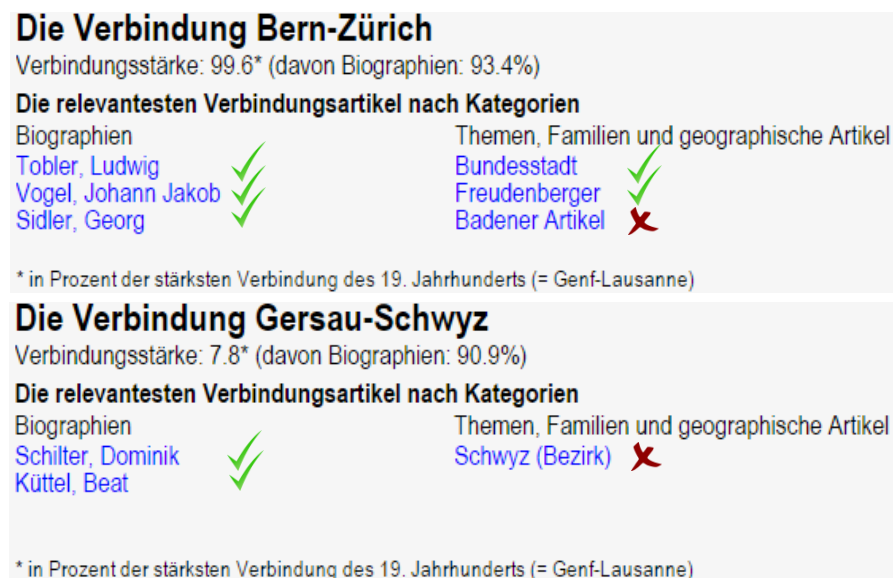 Die Verbindung Bern-Zürich
Verbindungsstärke: 99.6* (davon Biographien: 93.4%)
Die relevantesten Verbindungsartikel nach Kategorien
Biographien Themen, Familien und geographische Artikel
Tobler, Ludwig Bundesstadt
Vogel, Johann Jakob Freudenberger
Sidler, Georg Badener Artikel
* in Prozent der stärksten Verbindung des 19. Jahrhunderts (= Genf-Lausanne)
Die Verbindung Gersau-Schwyz
Verbindungsstärke: 7.8* (davon Biographien: 90.9%)
Die relevantesten Verbindungsartikel nach Kategorien
Biographien Themen, Familien und geographische Artikel
Schilter, Dominik Schwyz (Bezirk)
Küttel, Beat
* in Prozent der stärksten Verbindung des 19. Jahrhunderts (= Genf-Lausanne)